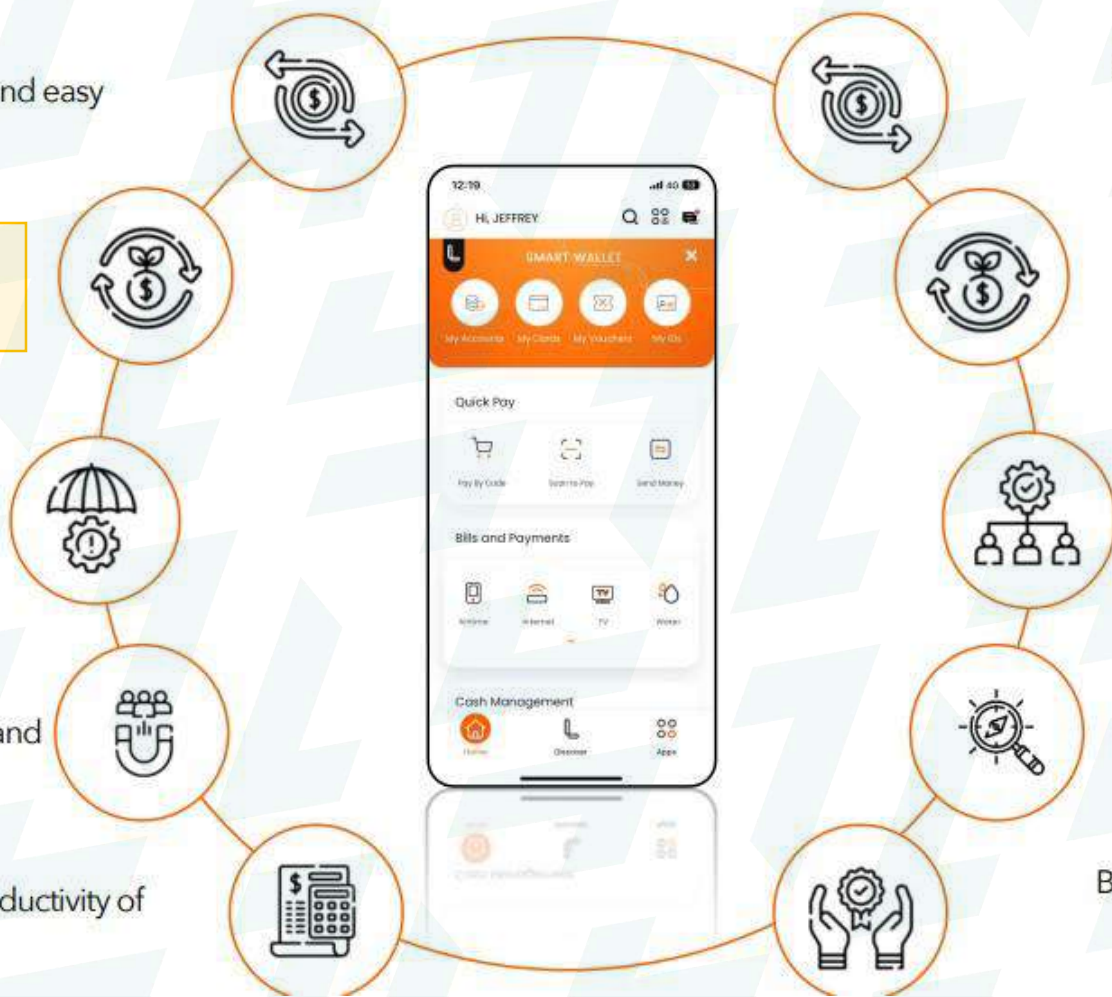 nd easy
12:19
4G 53
Hi, JEFFREY
SMART WALLET
My Accounts My Cards My Vouchers My IDs
Quick Pay
Pay By Code Scan to Pay Send Money
Bills and Payments
Airtime Internet TV Water
Cash Management
Home Discover Apps
and
ductivity of
B